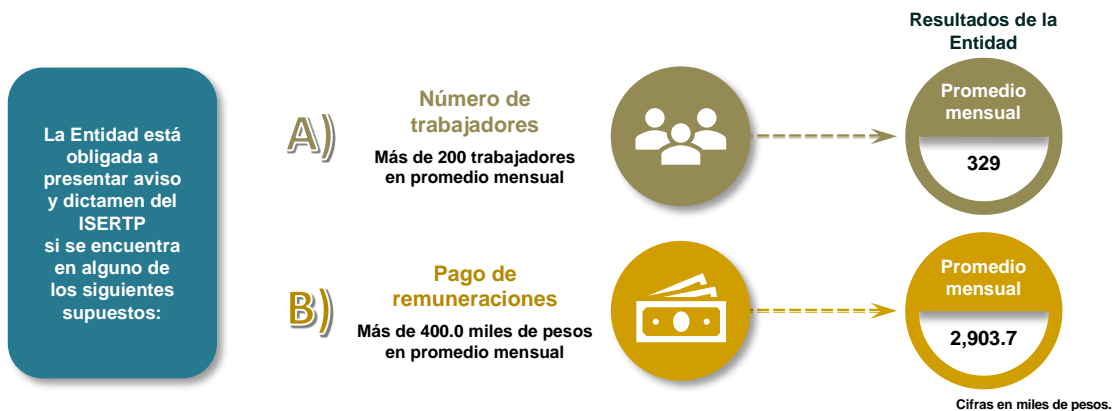 La Entidad está
obligada a
presentar aviso
y dictamen del
ISERTP
si se encuentra
en alguno de
los siguientes
supuestos:
A)
Número de
trabajadores
Más de 200 trabajadores
en promedio mensual
Resultados de la
Entidad
Promedio
mensual
329
B)
Pago de
remuneraciones
Más de 400.0 miles de pesos
en promedio mensual
Promedio
mensual
2,903.7
Cifras en miles de pesos.